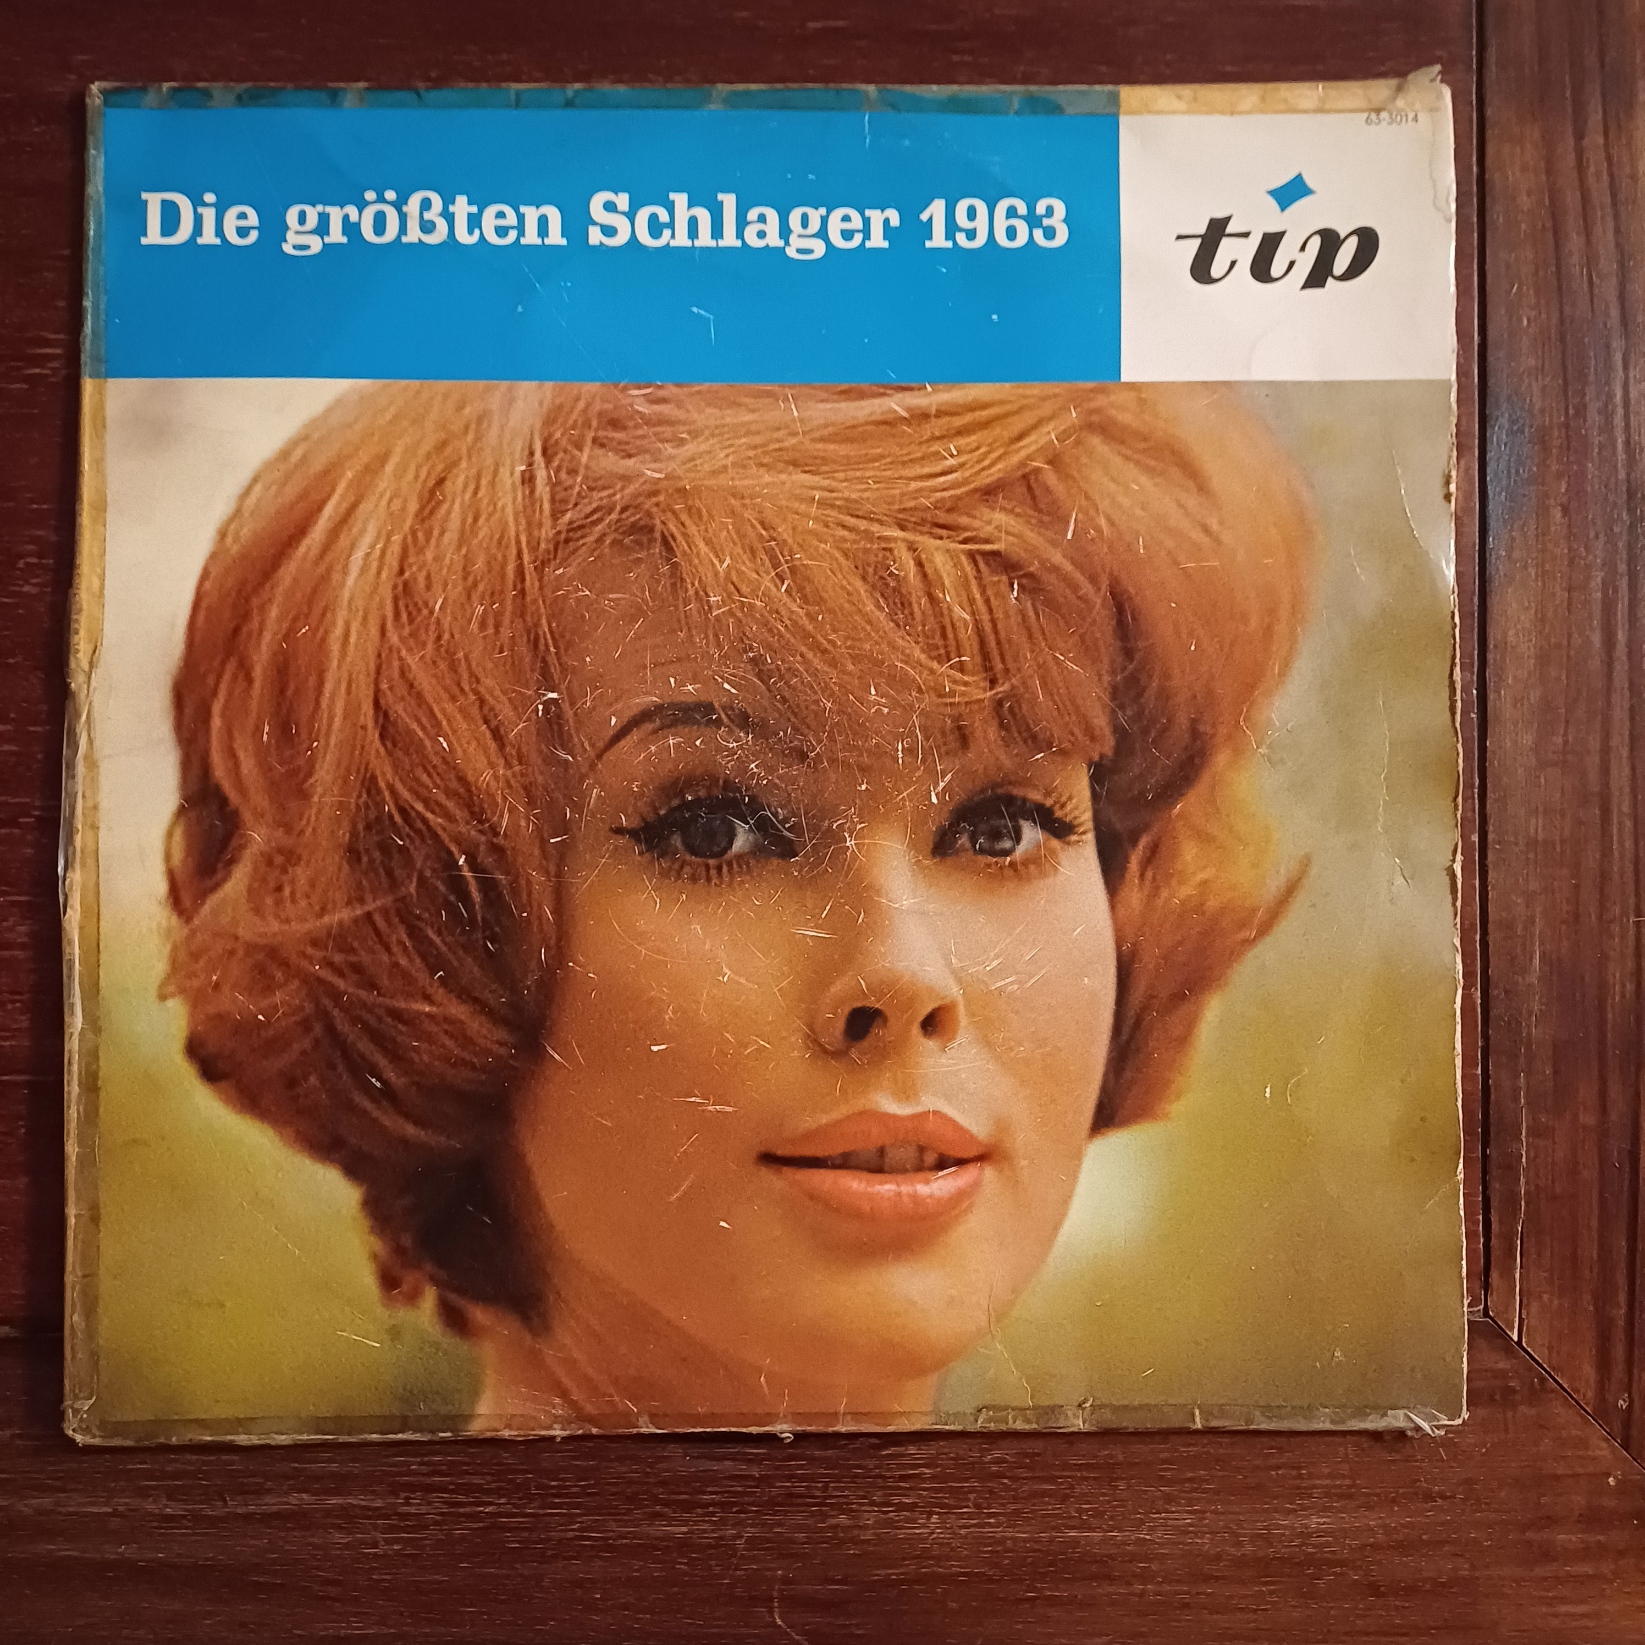 63-3014
Die größten Schlager 1963
tip